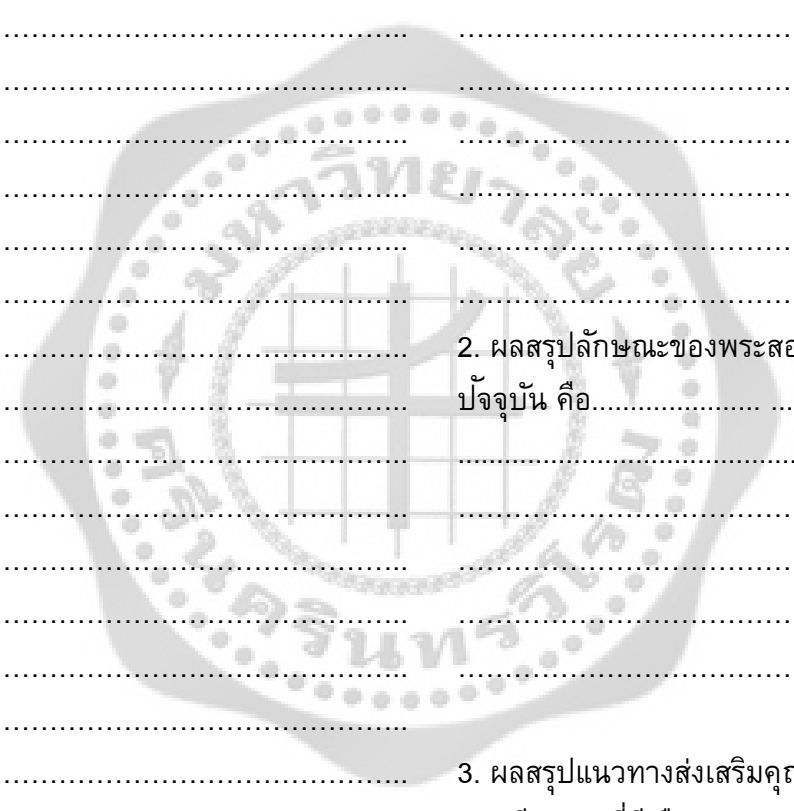 มหาวิทยาลัย
ศรีนครินทรวิโรฒ
2. ผลสรุปลักษณะของพระสอ
ปัจจุบัน คือ...................... ...
3. ผลสรุปแนวทางส่งเสริมคุณ